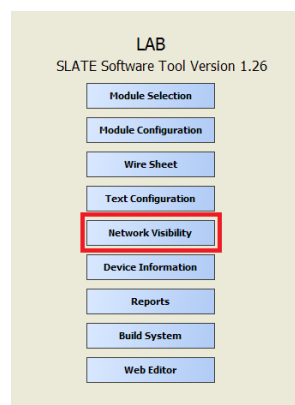 LAB
SLATE Software Tool Version 1.26
Module Selection
Module Configuration
Wire Sheet
Text Configuration
Network Visibility
Device Information
Reports
Build System
Web Editor